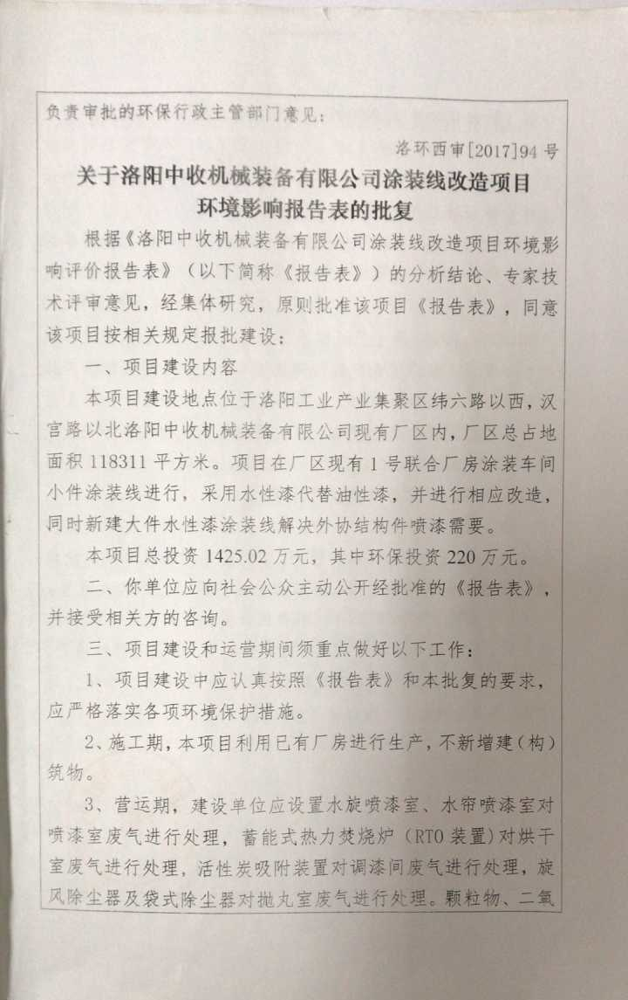 负责审批的环保行政主管部门意见：
洛环西审[2017]94 号
关于洛阳中收机械装备有限公司涂装线改造项目
环境影响报告表的批复
根据《洛阳中收机械装备有限公司涂装线改造项目环境影
响评价报告表》（以下简称《报告表》）的分析结论、专家技
术评审意见，经集体研究，原则批准该项目《报告表》，同意
该项目按相关规定报批建设：
一、项目建设内容
本项目建设地点位于洛阳工业产业集聚区纬六路以西，汉
宫路以北洛阳中收机械装备有限公司现有厂区内，厂区总占地
面积 118311 平方米。项目在厂区现有 1 号联合厂房涂装车间
小件涂装线进行，采用水性漆代替油性漆，并进行相应改造，
同时新建大件水性漆涂装线解决外协结构件喷漆需要。
本项目总投资 1425.02 万元，其中环保投资 220 万元。
二、你单位应向社会公众主动公开经批准的《报告表》，
并接受相关方的咨询。
三、项目建设和运营期间须重点做好以下工作：
1、项目建设中应认真按照《报告表》和本批复的要求，
应严格落实各项环境保护措施。
2、施工期，本项目利用已有厂房进行生产，不新增建（构）
筑物。
3、营运期，建设单位应设置水旋喷漆室、水帘喷漆室对
喷漆室废气进行处理，蓄能式热力焚烧炉（RTO 装置）对烘干
室废气进行处理，活性炭吸附装置对调漆间废气进行处理，旋
风除尘器及袋式除尘器对抛丸室废气进行处理。颗粒物、二氧